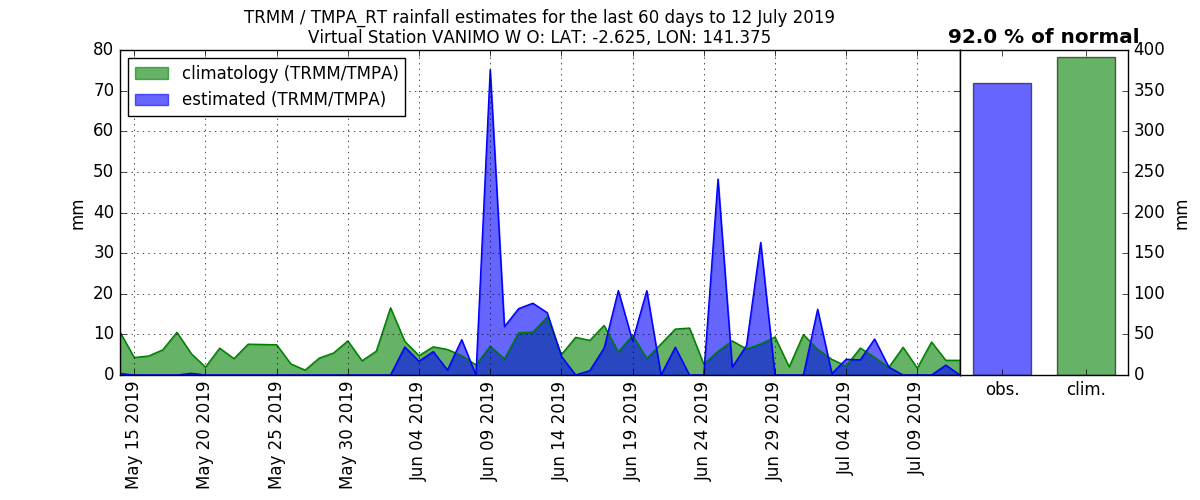 TRMM / TMPA_RT rainfall estimates for the last 60 days to 12 July 2019
Virtual Station VANIMO W O: LAT: -2.625, LON: 141.375
92.0 % of normal
climatology (TRMM/TMPA)
estimated (TRMM/TMPA)
80
70
60
50
40
30
20
10
0
mm
May 15 2019
May 20 2019
May 25 2019
May 30 2019
Jun 04 2019
Jun 09 2019
Jun 14 2019
Jun 19 2019
Jun 24 2019
Jun 29 2019
Jul 04 2019
Jul 09 2019
obs.
clim.
400
350
300
250
200
150
100
50
0
mm